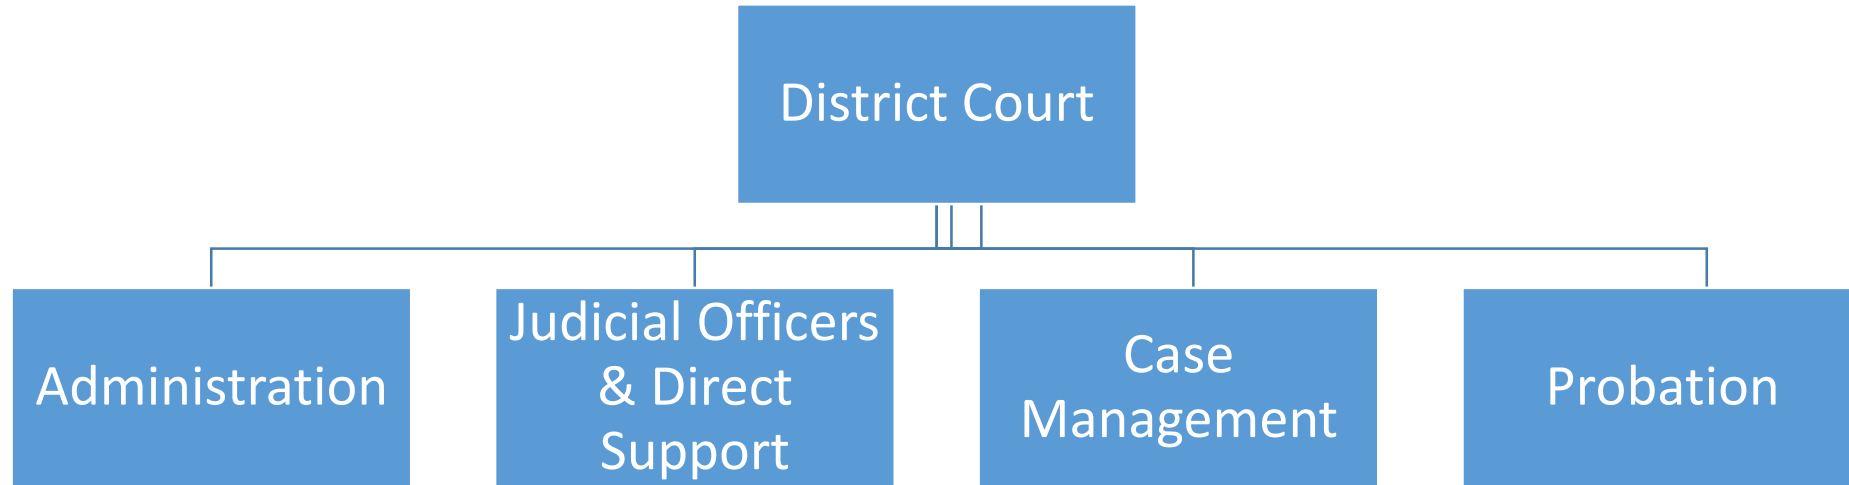 District Court
Administration
Judicial Officers
& Direct
Support
Case
Management
Probation